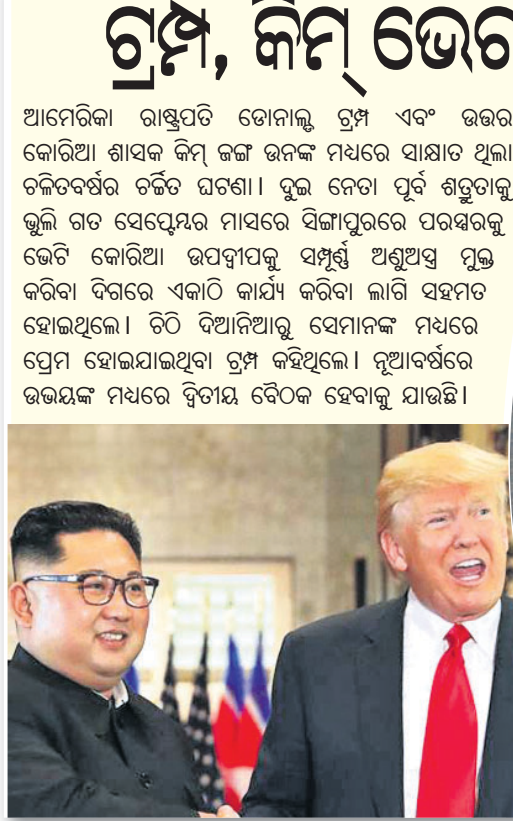 ଟ୍ରମ୍ପ, କିମ୍ ଭେଟ
ଆମେରିକା ରାଷ୍ଟ୍ରପତି ଡୋନାଲ୍ଡ ଟ୍ରମ୍ପ ଏବଂ ଉତ୍ତର
କୋରିଆ ଶାସକ କିମ୍ ଜଙ୍ଗ ଉନଙ୍କ ମଧ୍ୟରେ ସାକ୍ଷାତ ଥିଲା
ଚଳିତବର୍ଷର ଚର୍ଚ୍ଚିତ ଘଟଣା। ଦୁଇ ନେତା ପୂର୍ବ ଶତ୍ରୁତାକୁ
ଭୁଲି ଗତ ସେପ୍ଟେମ୍ବର ମାସରେ ସିଙ୍ଗାପୁରରେ ପରସ୍ପରକୁ
ଭେଟି କୋରିଆ ଉପଦ୍ୱୀପକୁ ସମ୍ପୂର୍ଣ୍ଣ ଅଣୁଅସ୍ତ୍ର ମୁକ୍ତ
କରିବା ଦିଗରେ ଏକାଠି କାର୍ଯ୍ୟ କରିବା ଲାଗି ସହମତ
ହୋଇଥିଲେ। ଚିଠି ଦିଆନିଆରୁ ସେମାନଙ୍କ ମଧ୍ୟରେ
ପ୍ରେମ ହୋଇଯାଇଥିବା ଟ୍ରମ୍ପ କହିଥିଲେ। ନୂଆବର୍ଷରେ
ଉଭୟଙ୍କ ମଧ୍ୟରେ ଦ୍ୱିତୀୟ ବୈଠକ ହେବାକୁ ଯାଉଛି।